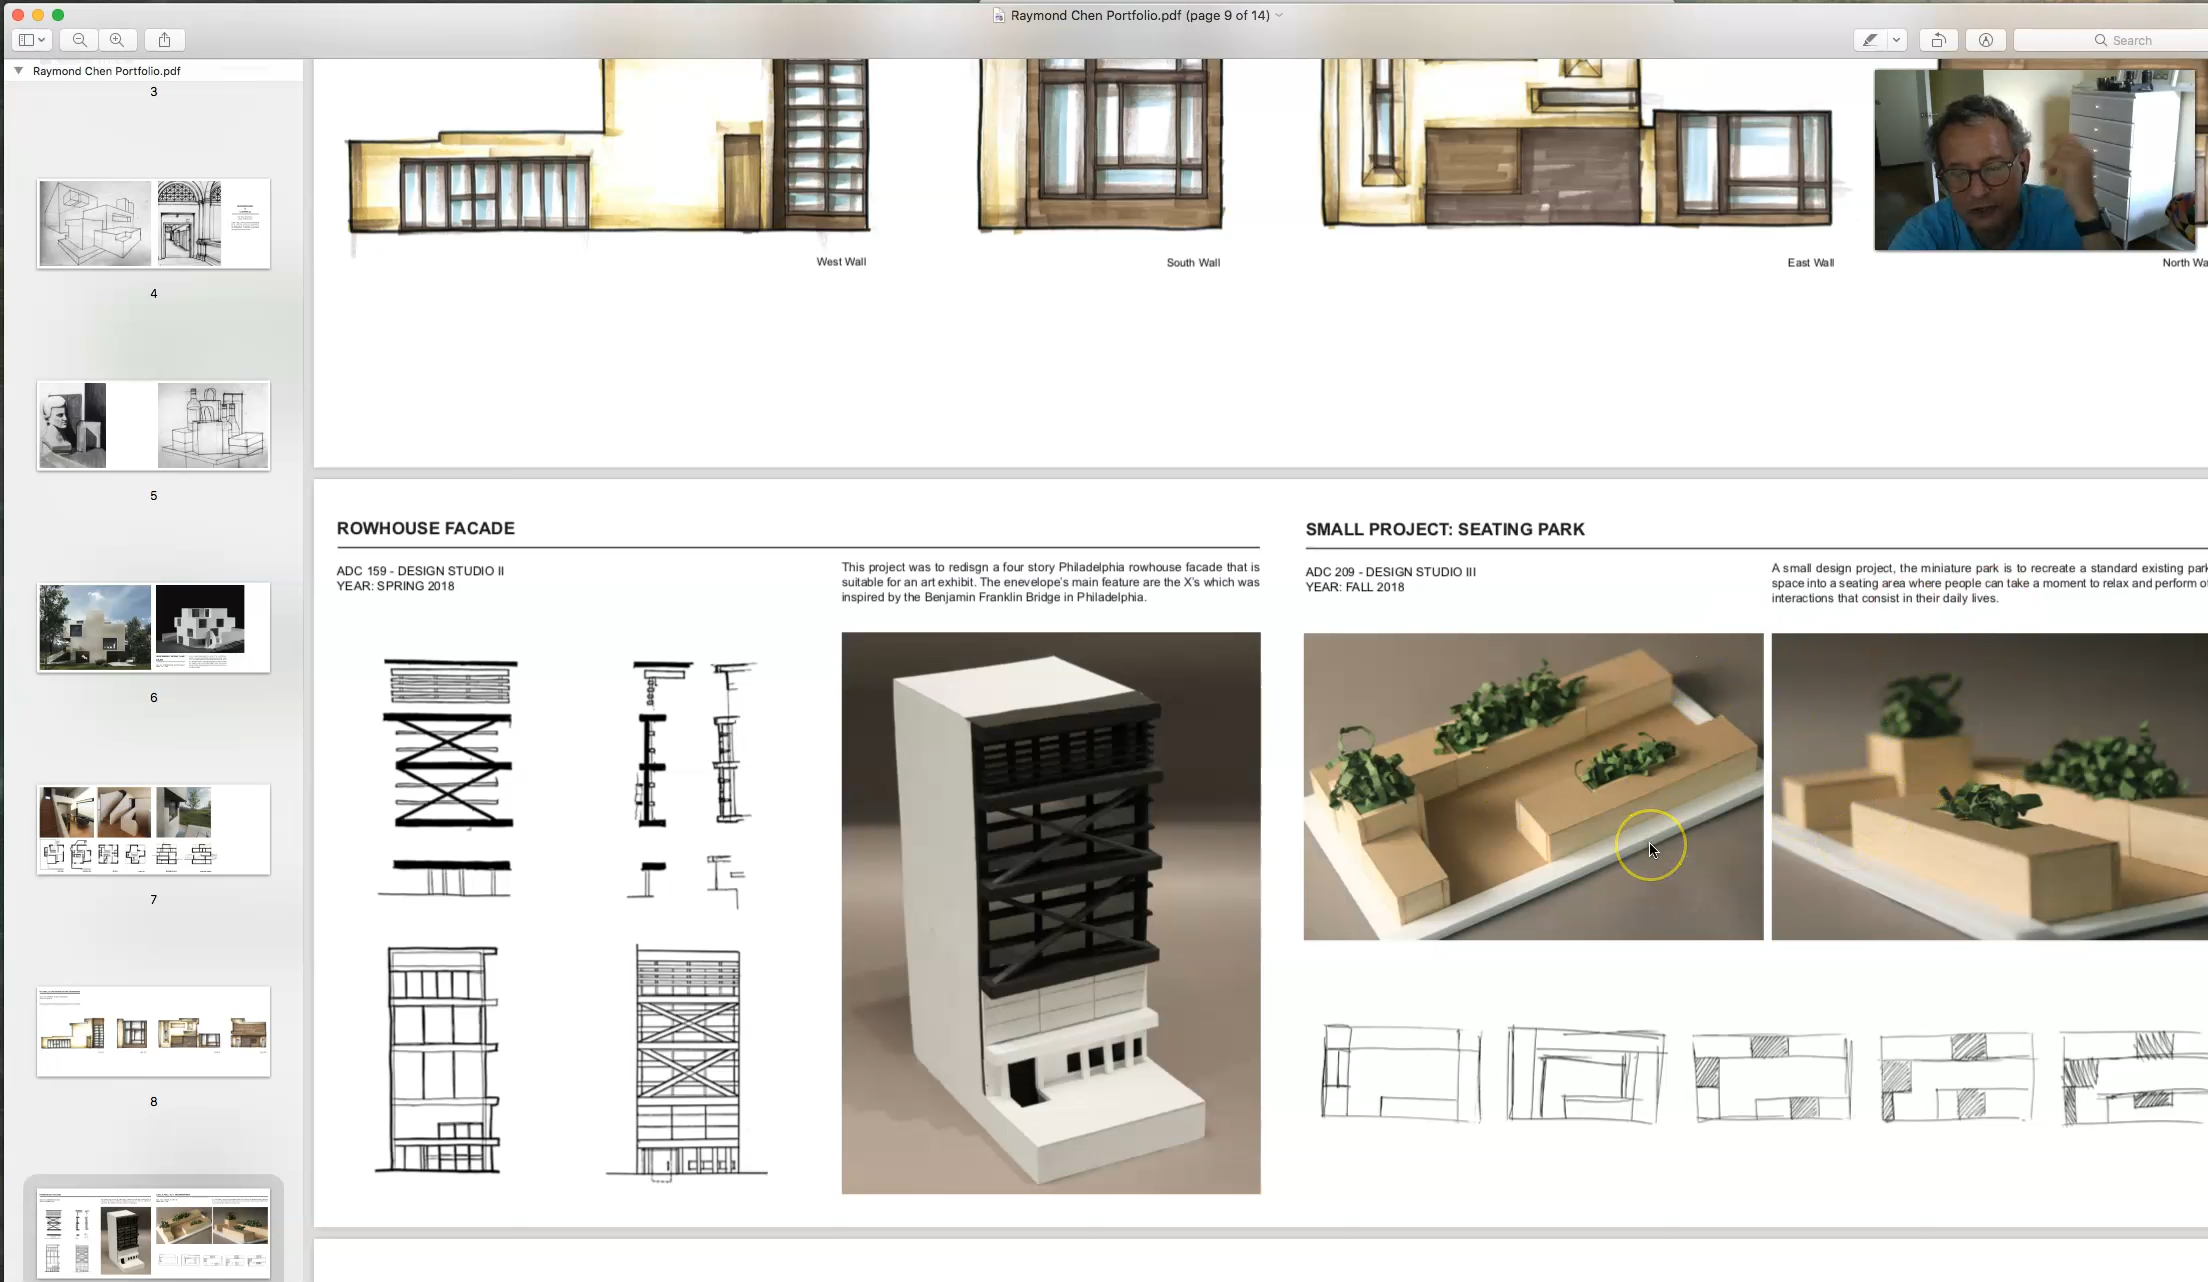 Raymond Chen Portfolio.pdf (page 9 of 14)
Search
Raymond Chen Portfolio.pdf
3
4
5
6
7
8
West Wall
South Wall
East Wall
North Wa
ROWHOUSE FACADE
ADC 159 - DESIGN STUDIO II
YEAR: SPRING 2018
This project was to redisgn a four story Philadelphia rowhouse facade that is
suitable for an art exhibit. The enevelope's main feature are the X's which was
inspired by the Benjamin Franklin Bridge in Philadelphia.
SMALL PROJECT: SEATING PARK
ADC 209 - DESIGN STUDIO III
YEAR: FALL 2018
A small design project, the miniature park is to recreate a standard existing park
space into a seating area where people can take a moment to relax and perform ot
interactions that consist in their daily lives.